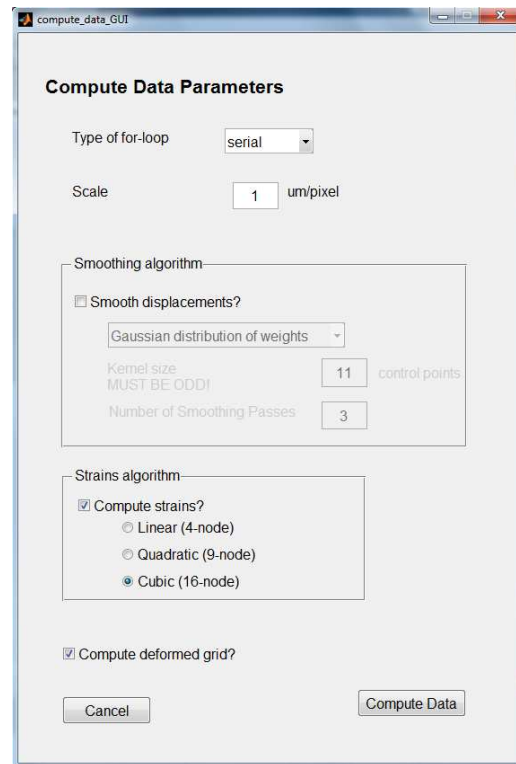 compute_data_GUI
Compute Data Parameters
Type of for-loop serial
Scale 1 um/pixel
Smoothing algorithm
Smooth displacements?
Gaussian distribution of weights
Kernel size 11 control points
MUST BE ODD!
Number of Smoothing Passes 3
Strains algorithm
Compute strains?
Linear (4-node)
Quadratic (9-node)
Cubic (16-node)
Compute deformed grid?
Cancel Compute Data